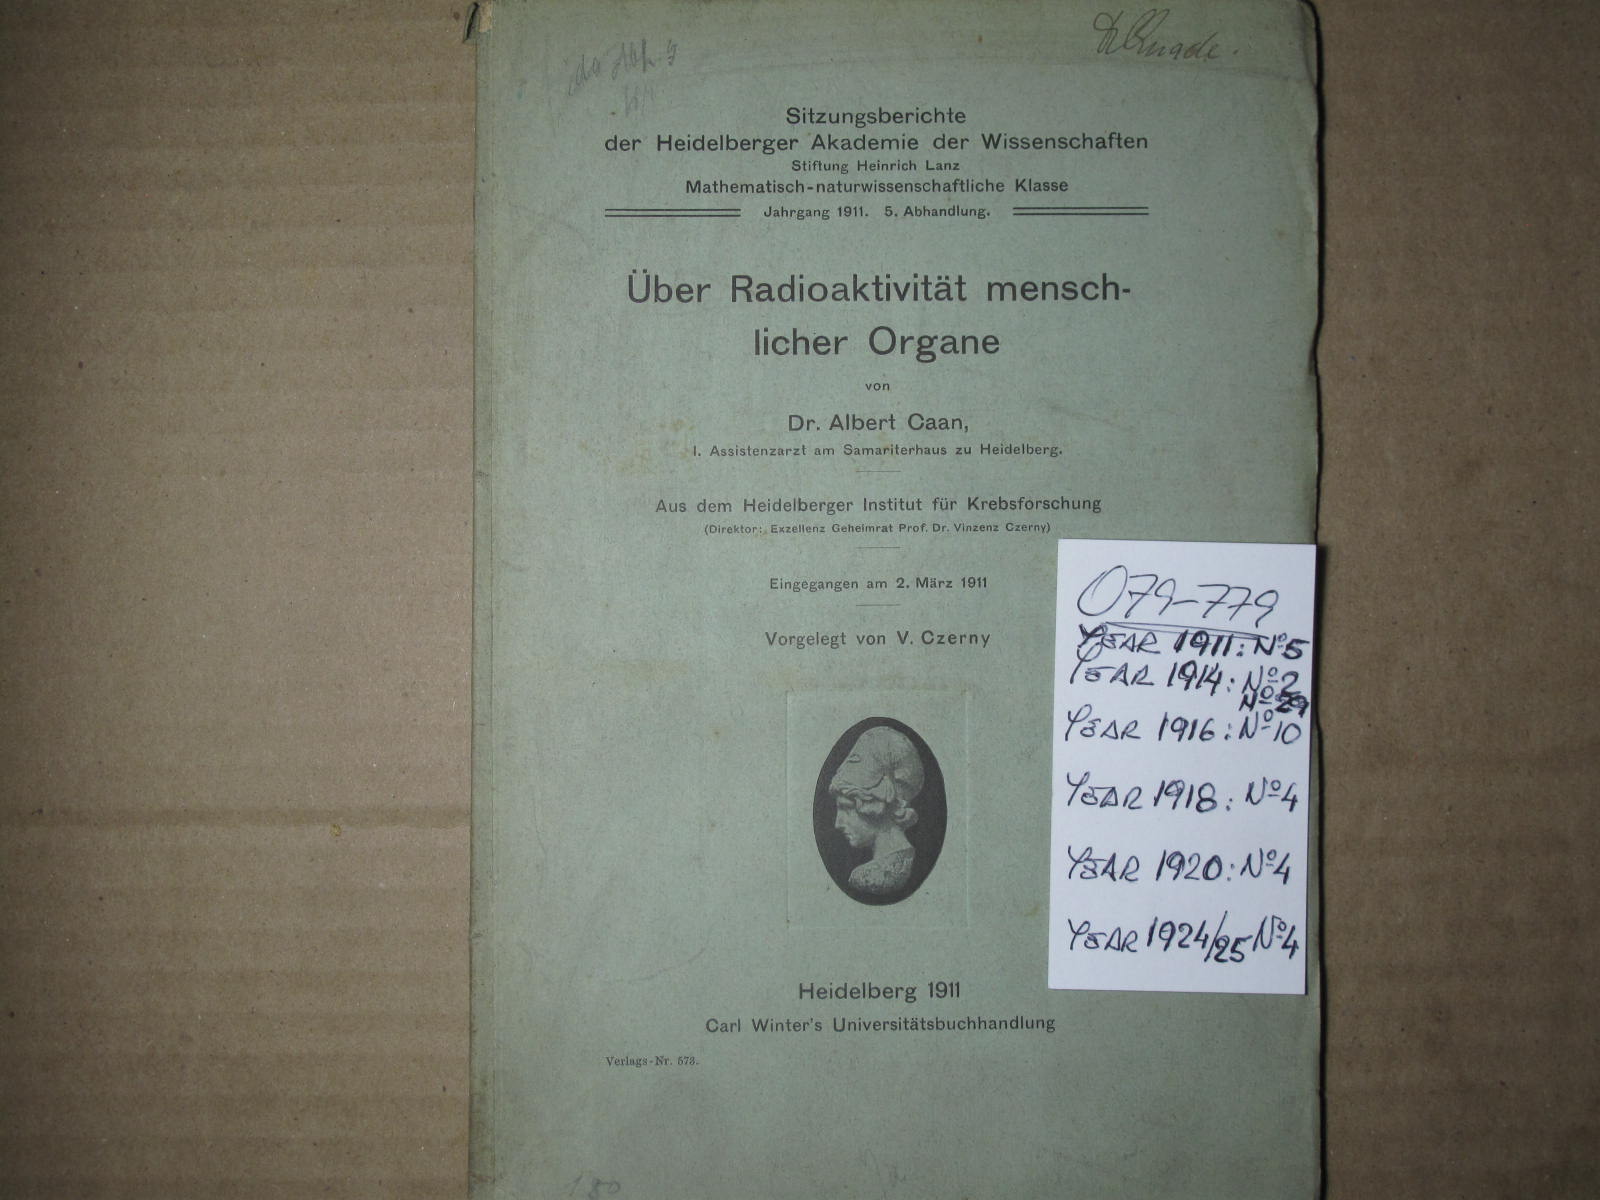 Sitzungsberichte
der Heidelberger Akademie der Wissenschaften
Stiftung Heinrich Lanz
Mathematisch-naturwissenschaftliche Klasse
Jahrgang 1911. 5. Abhandlung.
Über Radioaktivität mensch-
licher Organe
von
Dr. Albert Caan,
I. Assistenzarzt am Samariterhaus zu Heidelberg.
Aus dem Heidelberger Institut für Krebsforschung
(Direktor: Exzellenz Geheimrat Prof. Dr. Vinzenz Czerny)
Eingegangen am 2. März 1911
Vorgelegt von V. Czerny
Heidelberg 1911
Carl Winter's Universitätsbuchhandlung
Verlags-Nr. 573.
079-779
YEAR 1911: Nº5
YEAR 1914: Nº2
Nº29
YEAR 1916: Nº10
YEAR 1918: Nº4
YEAR 1920: Nº4
YEAR 1924/25 Nº4